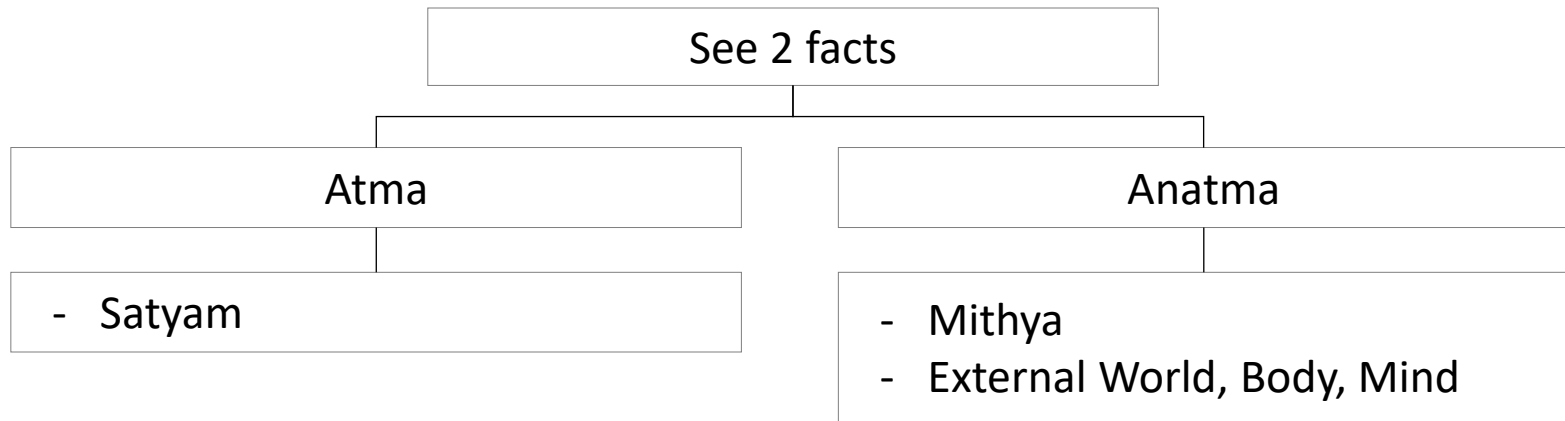 See 2 facts
Atma
Anatma
- Satyam
- Mithya
- External World, Body, Mind